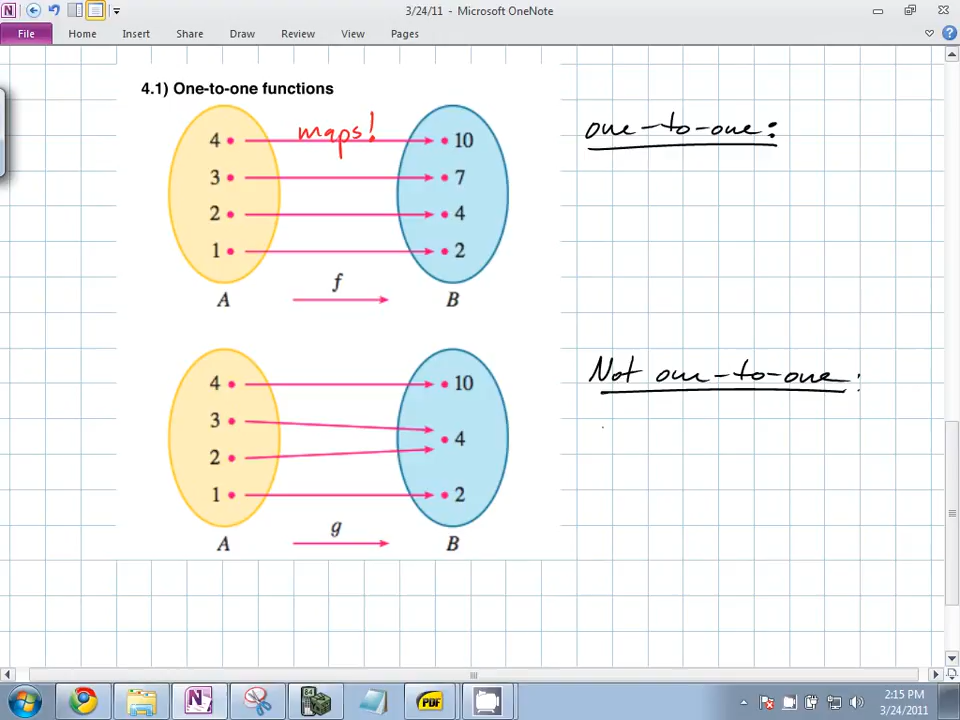 3/24/11 - Microsoft OneNote
File Home Insert Share Draw Review View Pages
4.1) One-to-one functions
maps!
4 10
3 7
2 4
1 2
f
A B
one-to-one:
4 10
3
4
2
1 2
g
A B
Not one-to-one:
84
PDF
2:15 PM
3/24/2011